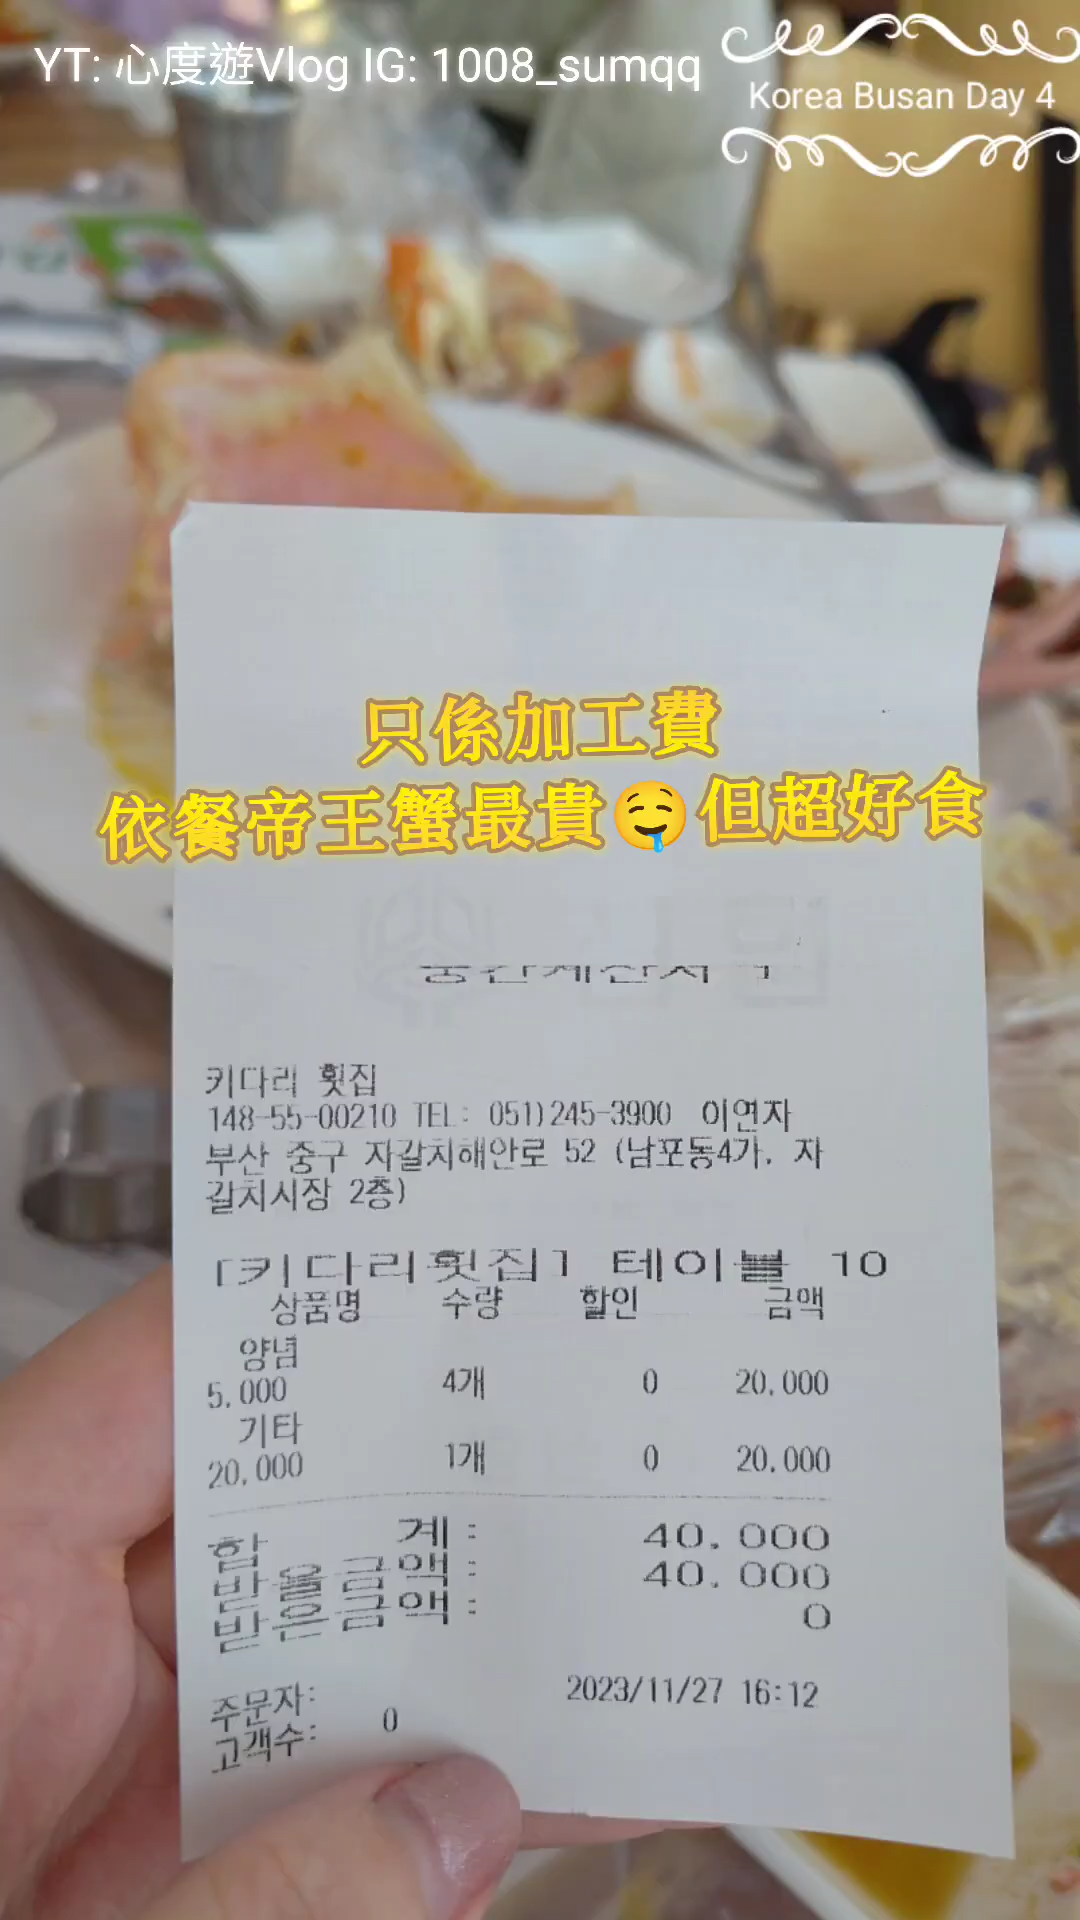 YT: 心度遊Vlog IG: 1008_sumqq
Korea Busan Day 4
只係加工費
依餐帝王蟹最貴🤤但超好食
키다리 횟집
148-55-00210 TEL: 051)245-3900 이연자
부산 중구 자갈치해안로 52 (남포동4가, 자
갈치시장 2층)
[키다리횟집] 테이블 10
상품명 수량 할인 금액
양념
5,000 4개 0 20,000
기타
20,000 1개 0 20,000
합 계: 40,000
받을금액: 40,000
받은금액: 0
주문자: 2023/11/27 16:12
고객수: 0